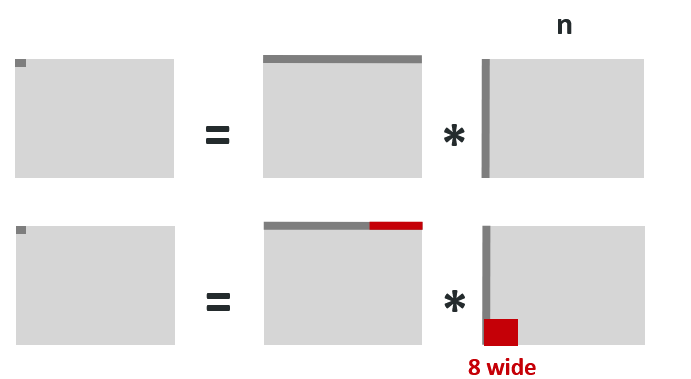 n
= *
= *
8 wide